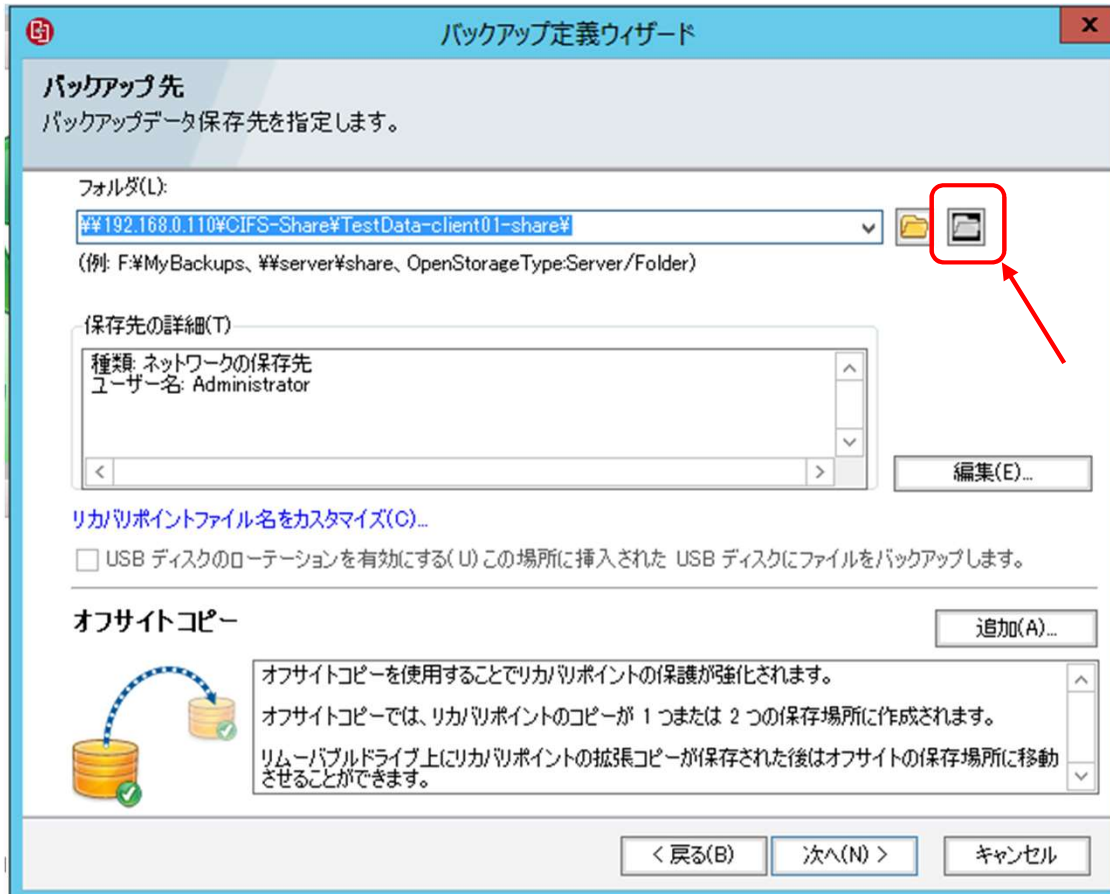 バックアップ定義ウィザード
x
バックアップ先
バックアップデータ保存先を指定します。
フォルダ(L):
¥¥192.168.0.110¥CIFS-Share¥TestData-client01-share¥
(例: F:¥MyBackups、¥¥server¥share、OpenStorageType:Server/Folder)
保存先の詳細(T)
種類: ネットワークの保存先
ユーザー名: Administrator
編集(E)...
リカバリポイントファイル名をカスタマイズ(C)...
USB ディスクのローテーションを有効にする(U)この場所に挿入された USB ディスクにファイルをバックアップします。
オフサイトコピー
追加(A)...
オフサイトコピーを使用することでリカバリポイントの保護が強化されます。
オフサイトコピーでは、リカバリポイントのコピーが 1 つまたは 2 つの保存場所に作成されます。
リムーバブルドライブ上にリカバリポイントの拡張コピーが保存された後はオフサイトの保存場所に移動
させることができます。
< 戻る(B)
次へ(N) >
キャンセル